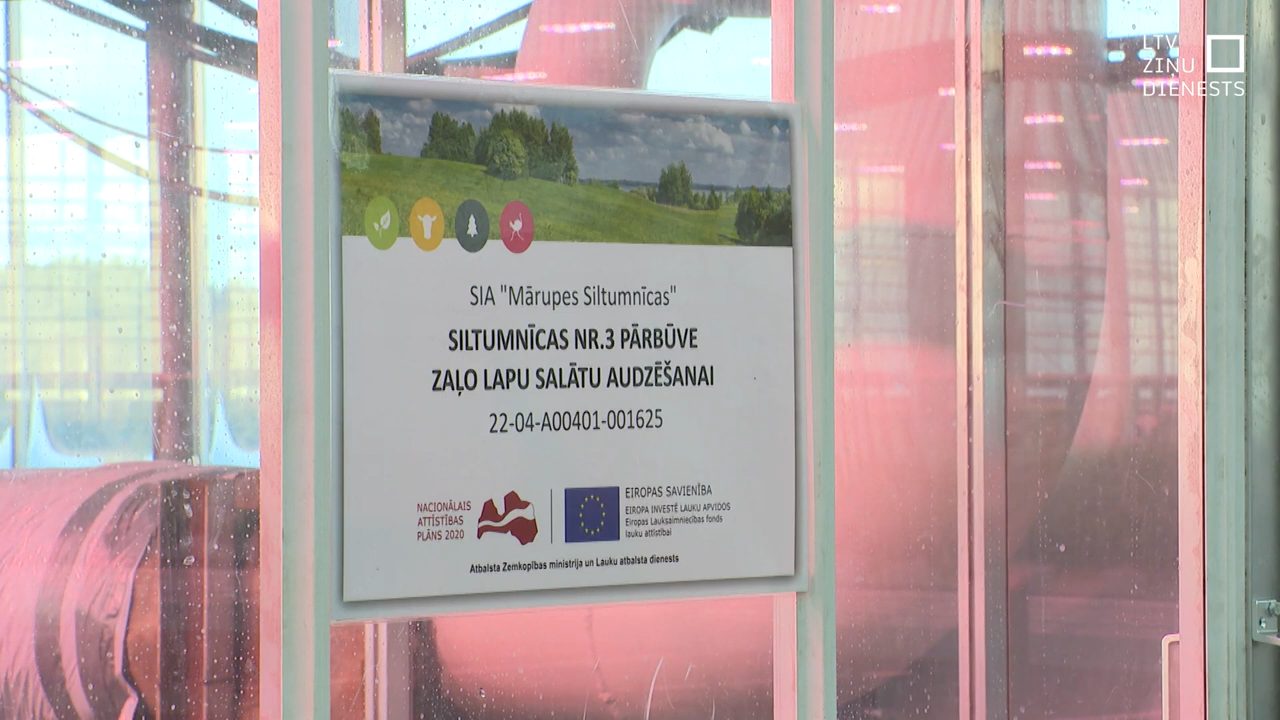 LTV
ZIŅU
DIENESTS
SIA "Mārupes Siltumnīcas"
SILTUMNĪCAS NR.3 PĀRBŪVE
ZAĻO LAPU SALĀTU AUDZĒŠANAI
22-04-A00401-001625
NACIONĀLAIS
ATTĪSTĪBAS
PLĀNS 2020
EIROPAS SAVIENĪBA
EIROPA INVESTĒ LAUKU APVIDOS
Eiropas Lauksaimniecības fonds
lauku attīstībai
Atbalsta Zemkopības ministrija un Lauku atbalsta dienests